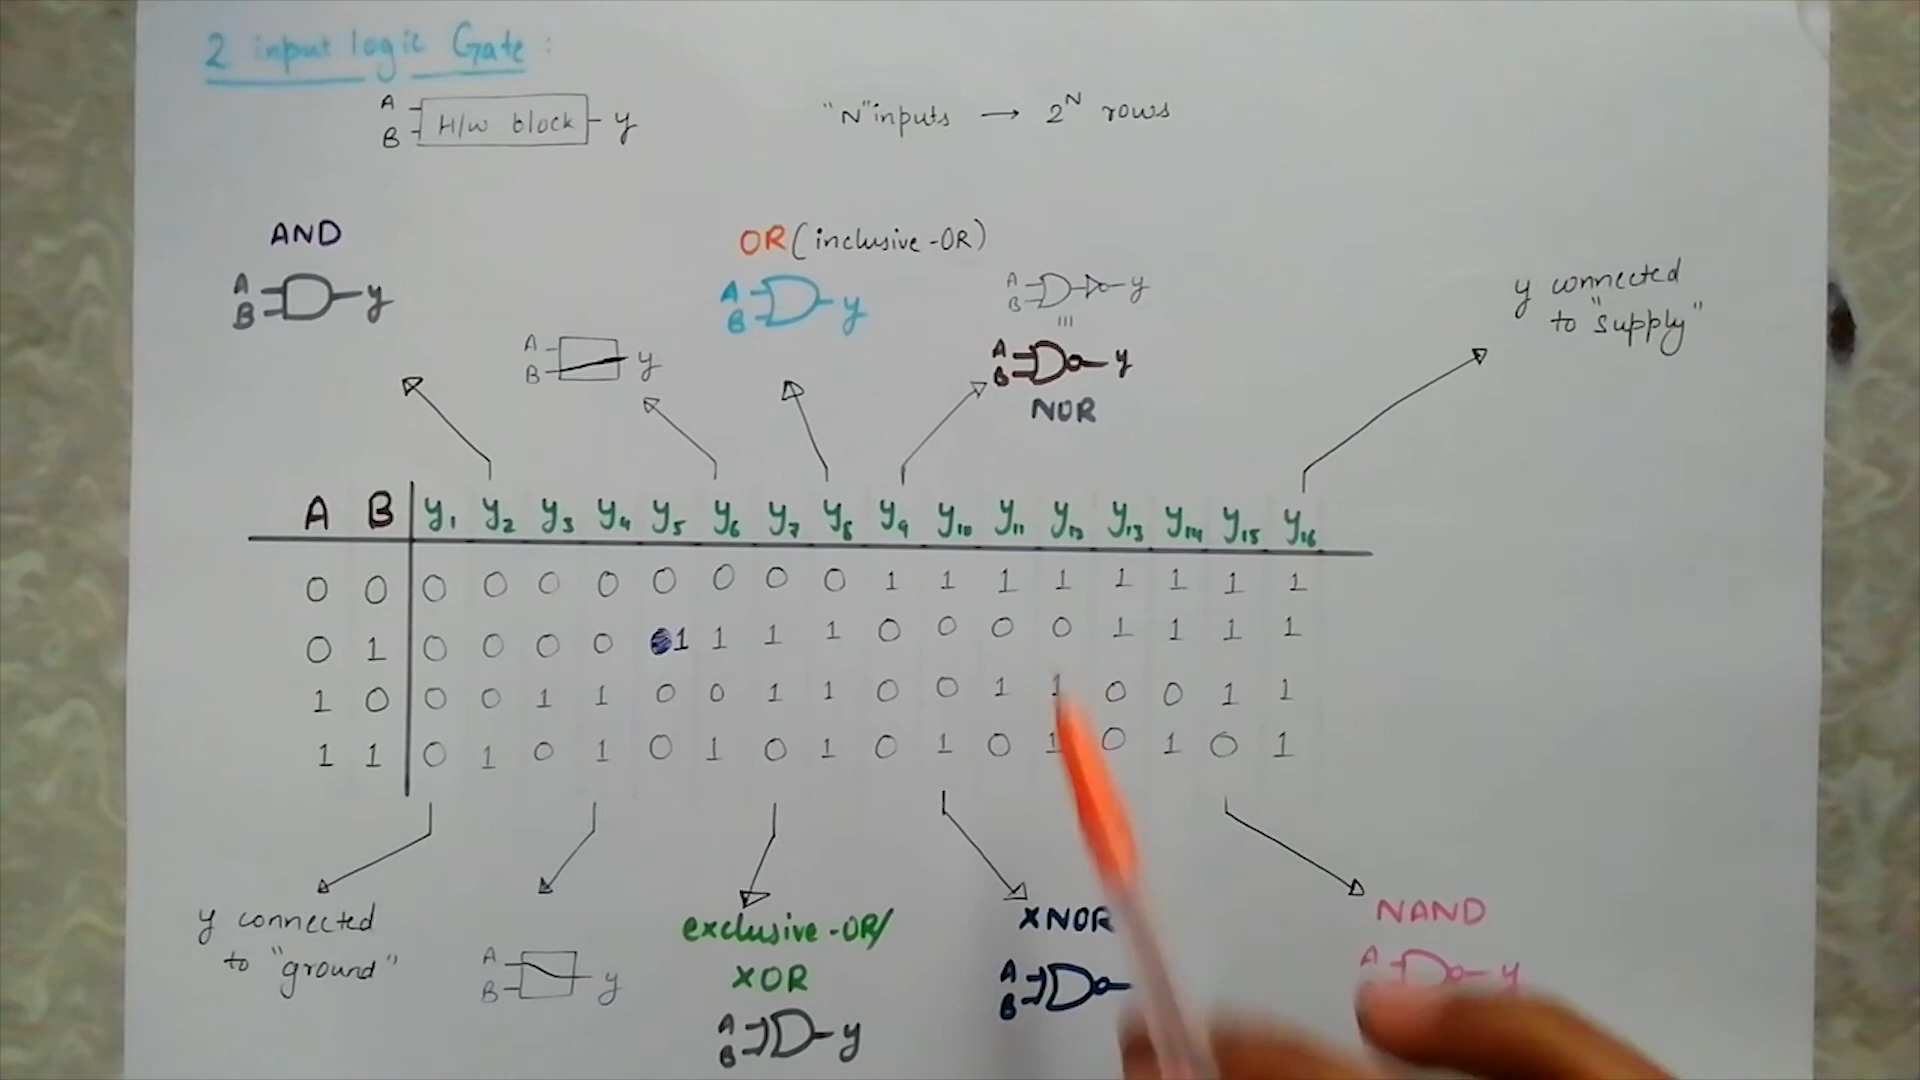 2 input logic Gate :
A
B
H/W block
y
"N" inputs → 2^N rows
AND
A
B
y
OR (inclusive-OR)
A
B
y
A
B
y
A
B
y
A
B
y
NOR
y connected
to "supply"
A B y₁ y₂ y₃ y₄ y₅ y₆ y₇ y₈ y₉ y₁₀ y₁₁ y₁₂ y₁₃ y₁₄ y₁₅ y₁₆
0 0 0 0 0 0 0 0 0 0 1 1 1 1 1 1 1 1
0 1 0 0 0 0 1 1 1 1 0 0 0 0 1 1 1 1
1 0 0 0 1 1 0 0 1 1 0 0 1 1 0 0 1 1
1 1 0 1 0 1 0 1 0 1 0 1 0 1 0 1 0 1
y connected
to "ground"
A
B
y
exclusive-OR/
XOR
A
B
y
XNOR
A
B
NAND
A
y